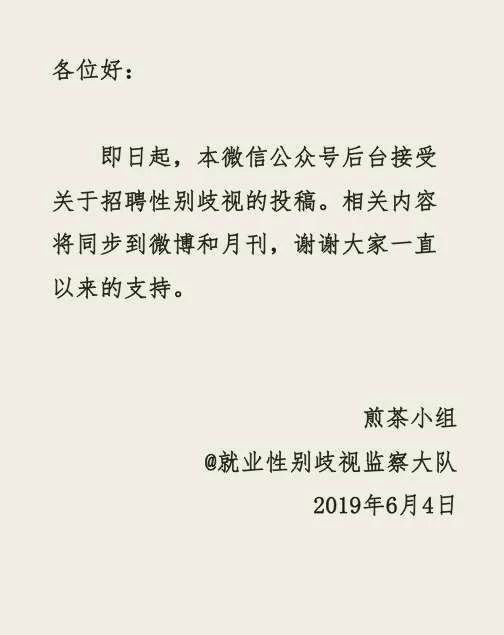 各位好：
即日起，本微信公众号后台接受
关于招聘性别歧视的投稿。相关内容
将同步到微博和月刊，谢谢大家一直
以来的支持。
煎茶小组
@就业性别歧视监察大队
2019年6月4日